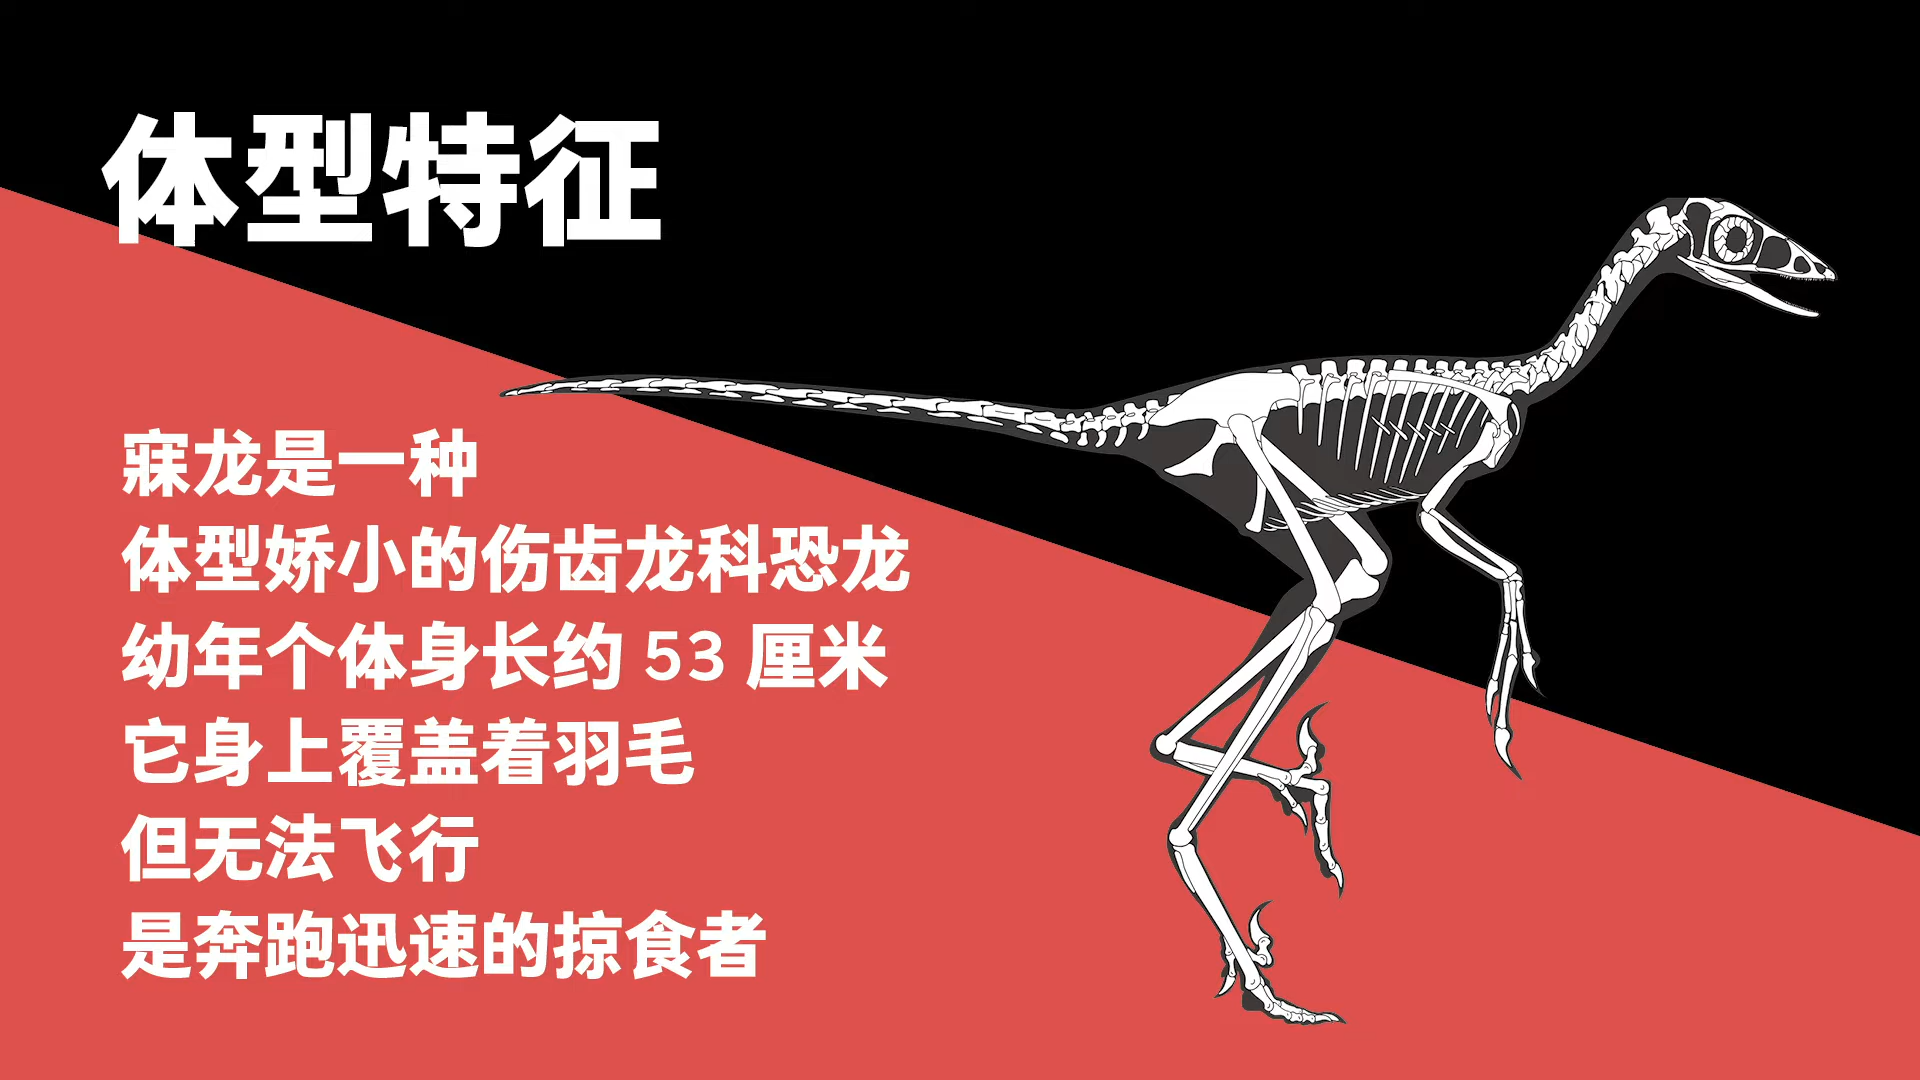 体型特征
寐龙是一种
体型娇小的伤齿龙科恐龙
幼年个体身长约 53 厘米
它身上覆盖着羽毛
但无法飞行
是奔跑迅速的掠食者